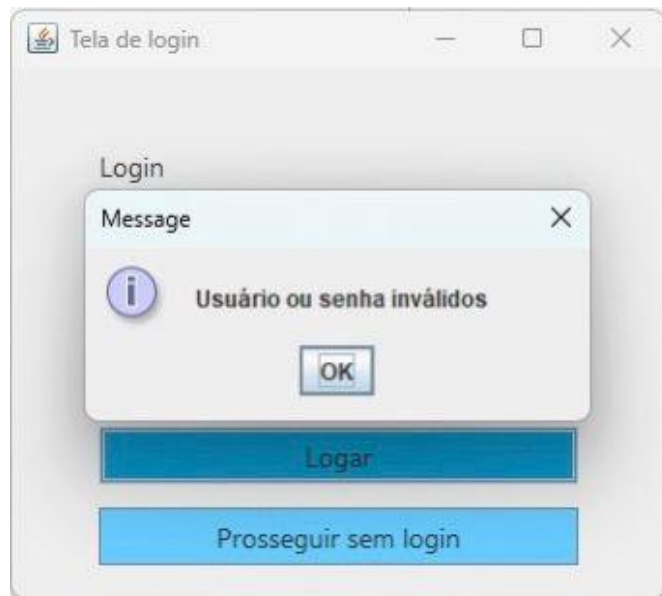 Tela de login
Login
Message
Usuário ou senha inválidos
OK
Logar
Prosseguir sem login